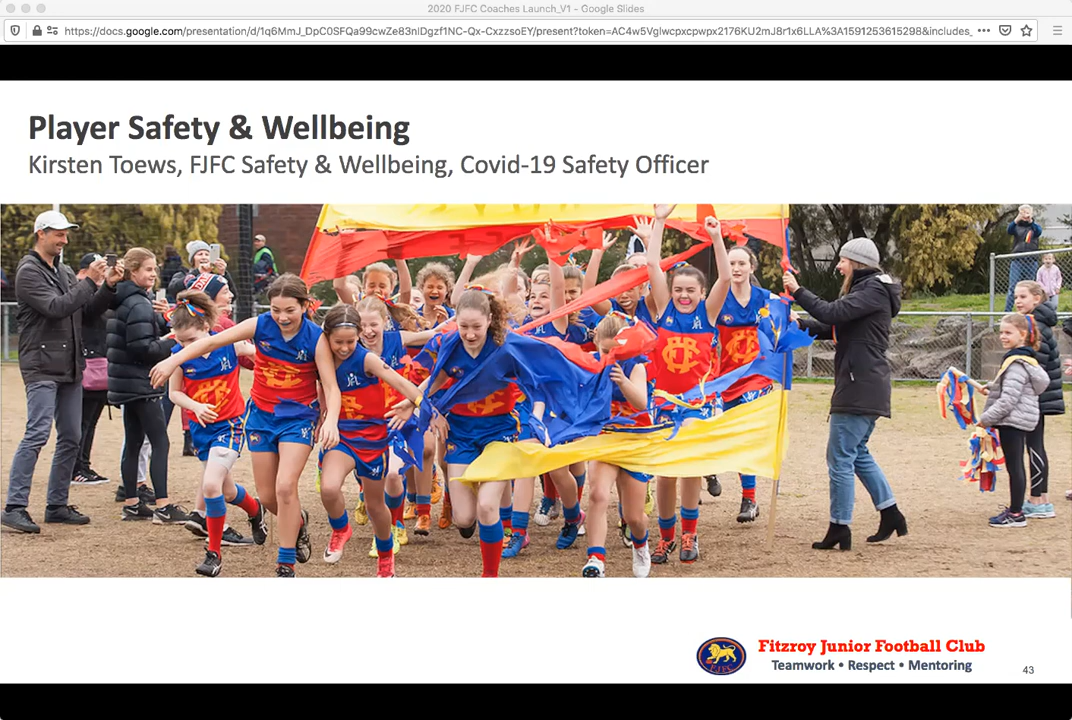 2020 FJFC Coaches Launch_V1 - Google Slides
https://docs.google.com/presentation/d/1q6MmJ_DpC0SFQa99cwZe83nlDgzf1NC-Qx-CxzzsoEY/present?token=AC4w5Vglwcpxcpwpx2176KU2mJ8r1x6LLA%3A1591253615298&includes_
Player Safety & Wellbeing
Kirsten Toews, FJFC Safety & Wellbeing, Covid-19 Safety Officer
Fitzroy Junior Football Club
Teamwork • Respect • Mentoring
FJFC
43